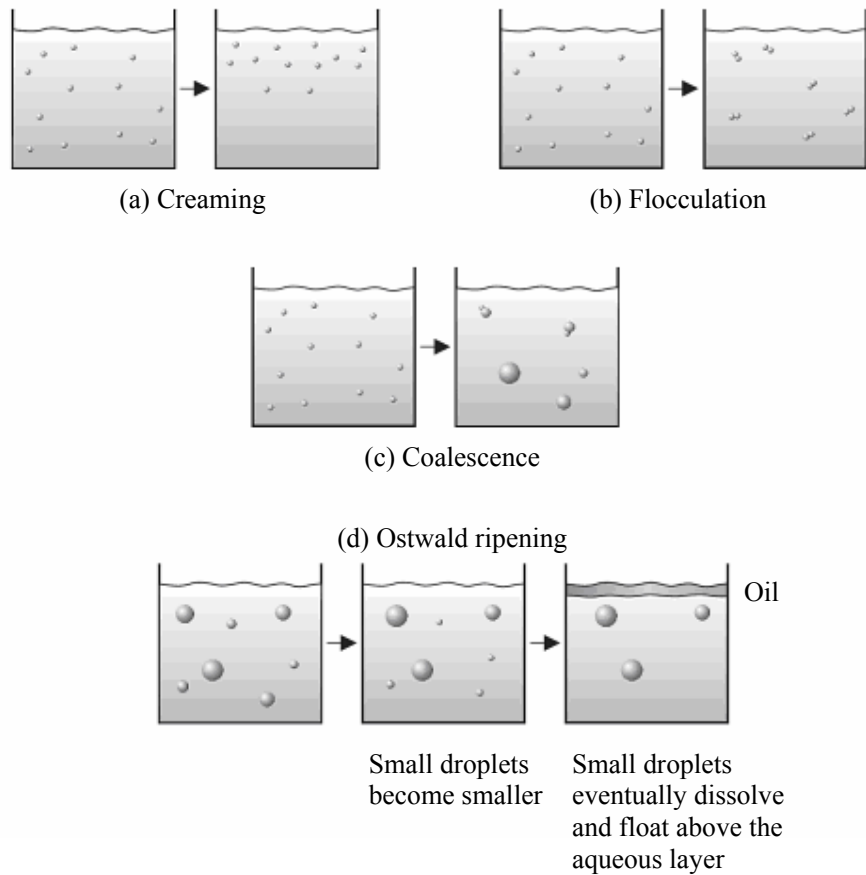 (a) Creaming
(b) Flocculation
(c) Coalescence
(d) Ostwald ripening
Oil
Small droplets
become smaller
Small droplets
eventually dissolve
and float above the
aqueous layer